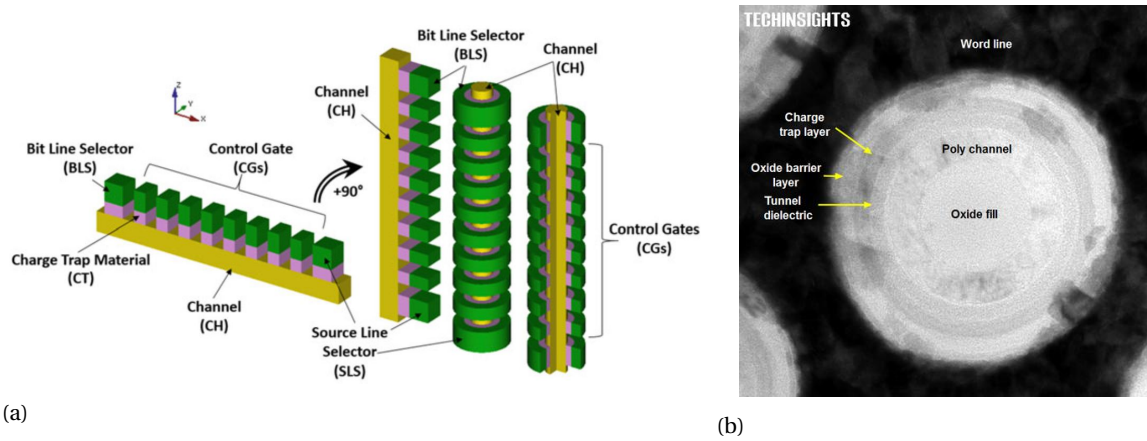 Bit Line Selector
(BLS)
Channel
(CH)
Channel
(CH)
Z
Y
X
Bit Line Selector
(BLS)
Control Gate
(CGs)
+90°
Control Gates
(CGs)
Charge Trap Material
(CT)
Channel
(CH)
Source Line
Selector
(SLS)
(a)
TECHINSIGHTS
Word line
Charge
trap layer
Poly channel
Oxide barrier
layer
Tunnel
dielectric
Oxide fill
(b)